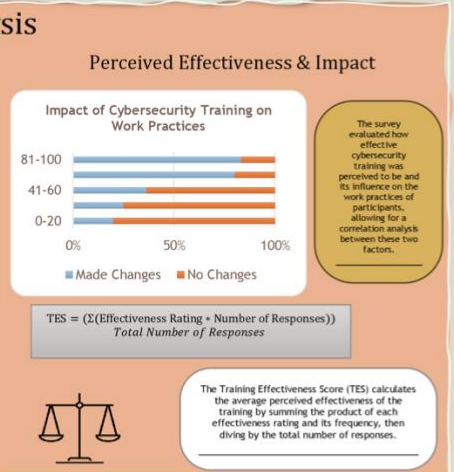 sis
Perceived Effectiveness & Impact
Impact of Cybersecurity Training on
Work Practices
81-100
41-60
0-20
0%
50%
100%
Made Changes
No Changes
The survey
evaluated how
effective
cybersecurity
training was
perceived to be and
its influence on the
work practices of
participants,
allowing for a
correlation analysis
between these two
factors.
TES = (Σ(Effectiveness Rating * Number of Responses))
Total Number of Responses
The Training Effectiveness Score (TES) calculates
the average perceived effectiveness of the
training by summing the product of each
effectiveness rating and its frequency, then
diving by the total number of responses.